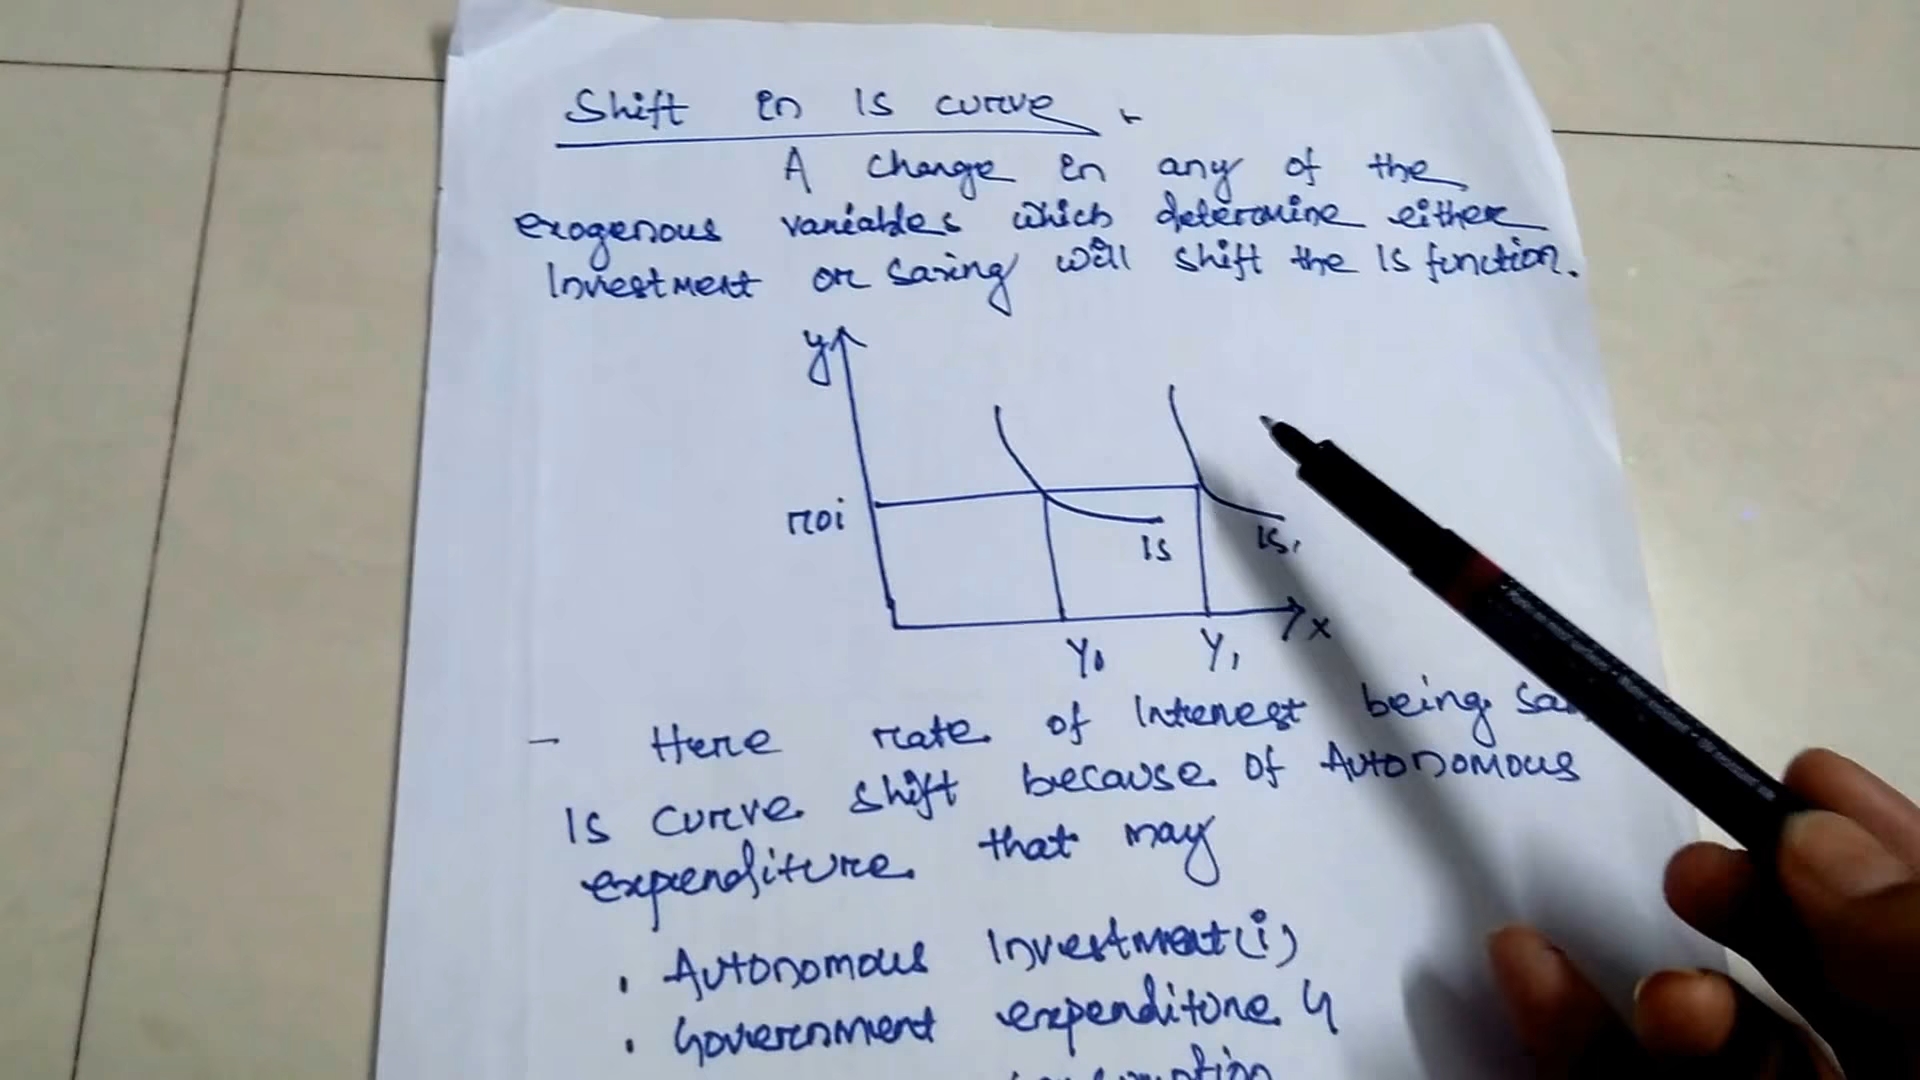 Shift in IS curve
A change in any of the
exogenous variables which determine either
Investment or saving will shift the IS function.
y
roi
IS
IS₁
x
Y₀
Y₁
- Here rate of Interest being
IS curve shift because of Autonomous
expenditure that may
· Autonomous Investment (i)
· Government expenditure G